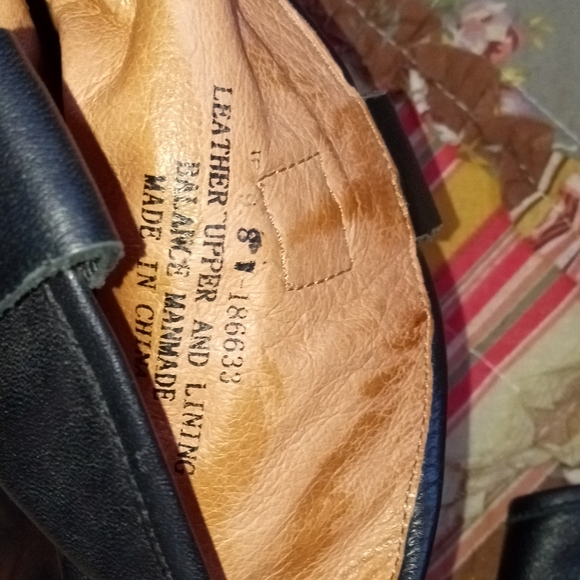 8 W-186633
LEATHER UPPER AND LINING
BALANCE MANMADE
MADE IN CHINA